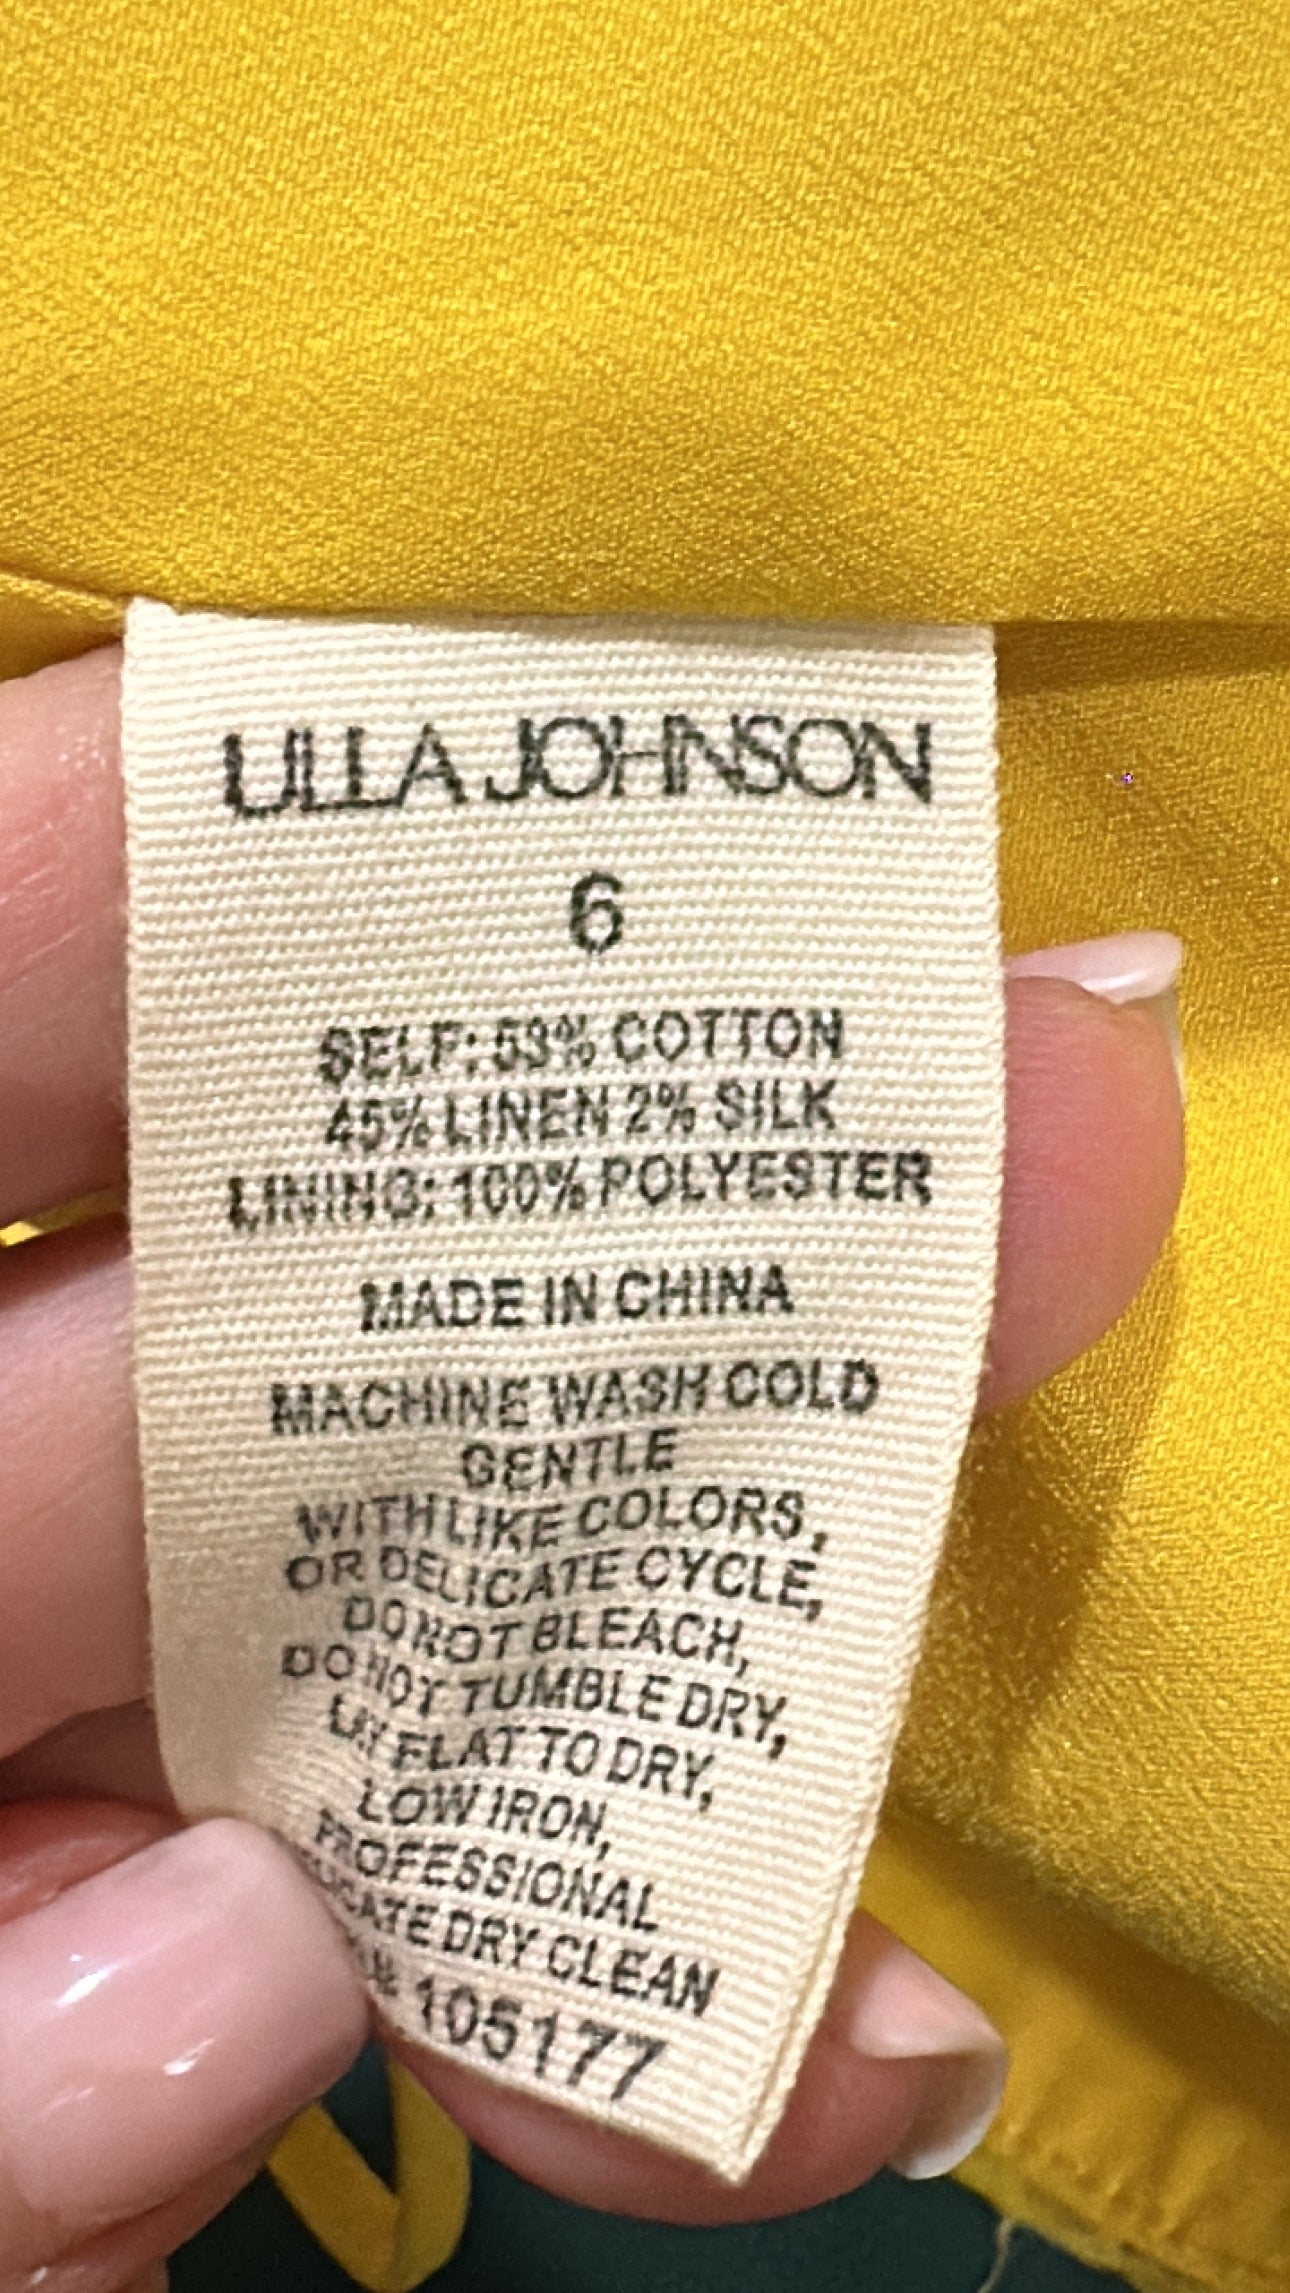 ULLA JOHNSON
6
SELF: 53% COTTON
45% LINEN 2% SILK
LINING: 100% POLYESTER
MADE IN CHINA
MACHINE WASH COLD
GENTLE
WITH LIKE COLORS,
OR DELICATE CYCLE,
DO NOT BLEACH,
DO NOT TUMBLE DRY,
LAY FLAT TO DRY,
LOW IRON,
PROFESSIONAL
DRY CLEAN
105177